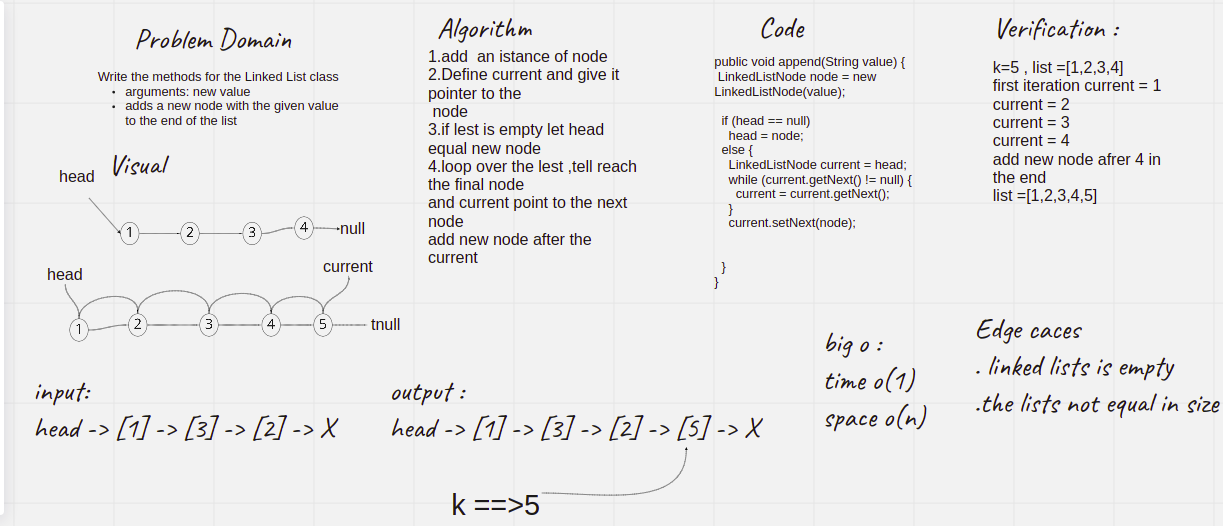 Problem Domain
Write the methods for the Linked List class
• arguments: new value
• adds a new node with the given value
to the end of the list
Visual
head
1
2
3
4
null
head
current
1
2
3
4
5
tnull
input:
head -> [1] -> [3] -> [2] -> X
Algorithm
1.add an istance of node
2.Define current and give it
pointer to the
node
3.if lest is empty let head
equal new node
4.loop over the lest ,tell reach
the final node
and current point to the next
node
add new node after the
current
output :
head -> [1] -> [3] -> [2] -> [5] -> X
k ==>5
Code
public void append(String value) {
LinkedListNode node = new
LinkedListNode(value);
if (head == null)
head = node;
else {
LinkedListNode current = head;
while (current.getNext() != null) {
current = current.getNext();
}
current.setNext(node);
}
}
big o :
time o(1)
space o(n)
Verification :
k=5 , list =[1,2,3,4]
first iteration current = 1
current = 2
current = 3
current = 4
add new node afrer 4 in
the end
list =[1,2,3,4,5]
Edge caces
. linked lists is empty
.the lists not equal in size